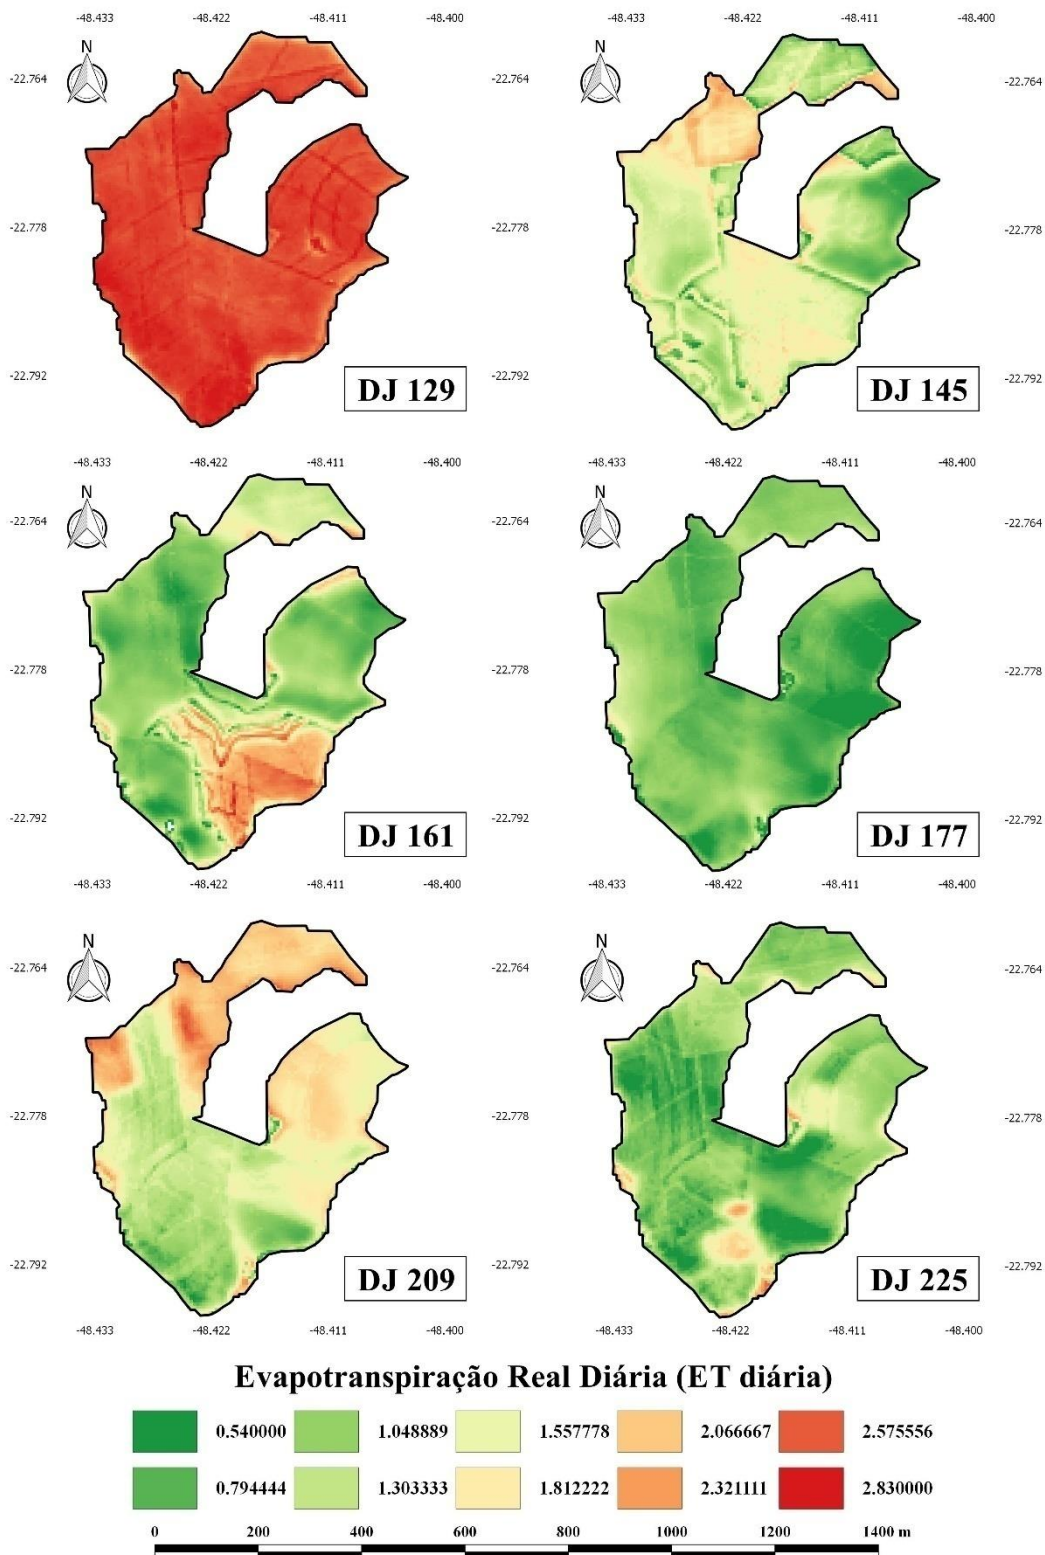 -48.433 -48.422 -48.411 -48.400 -48.433 -48.422 -48.411 -48.400
N N
-22.764 -22.764 -22.764
-22.778 -22.778 -22.778
-22.792 -22.792 -22.792
DJ 129 DJ 145
-48.433 -48.422 -48.411 -48.400 -48.433 -48.422 -48.411 -48.400
N N
-22.764 -22.764 -22.764
-22.778 -22.778 -22.778
-22.792 -22.792 -22.792
DJ 161 DJ 177
-48.433 -48.422 -48.411 -48.400 -48.433 -48.422 -48.411 -48.400
N N
-22.764 -22.764 -22.764
-22.778 -22.778 -22.778
-22.792 -22.792 -22.792
DJ 209 DJ 225
-48.433 -48.422 -48.411 -48.400 -48.433 -48.422 -48.411 -48.400
Evapotranspiração Real Diária (ET diária)
0.540000 1.048889 1.557778 2.066667 2.575556
0.794444 1.303333 1.812222 2.321111 2.830000
0 200 400 600 800 1000 1200 1400 m